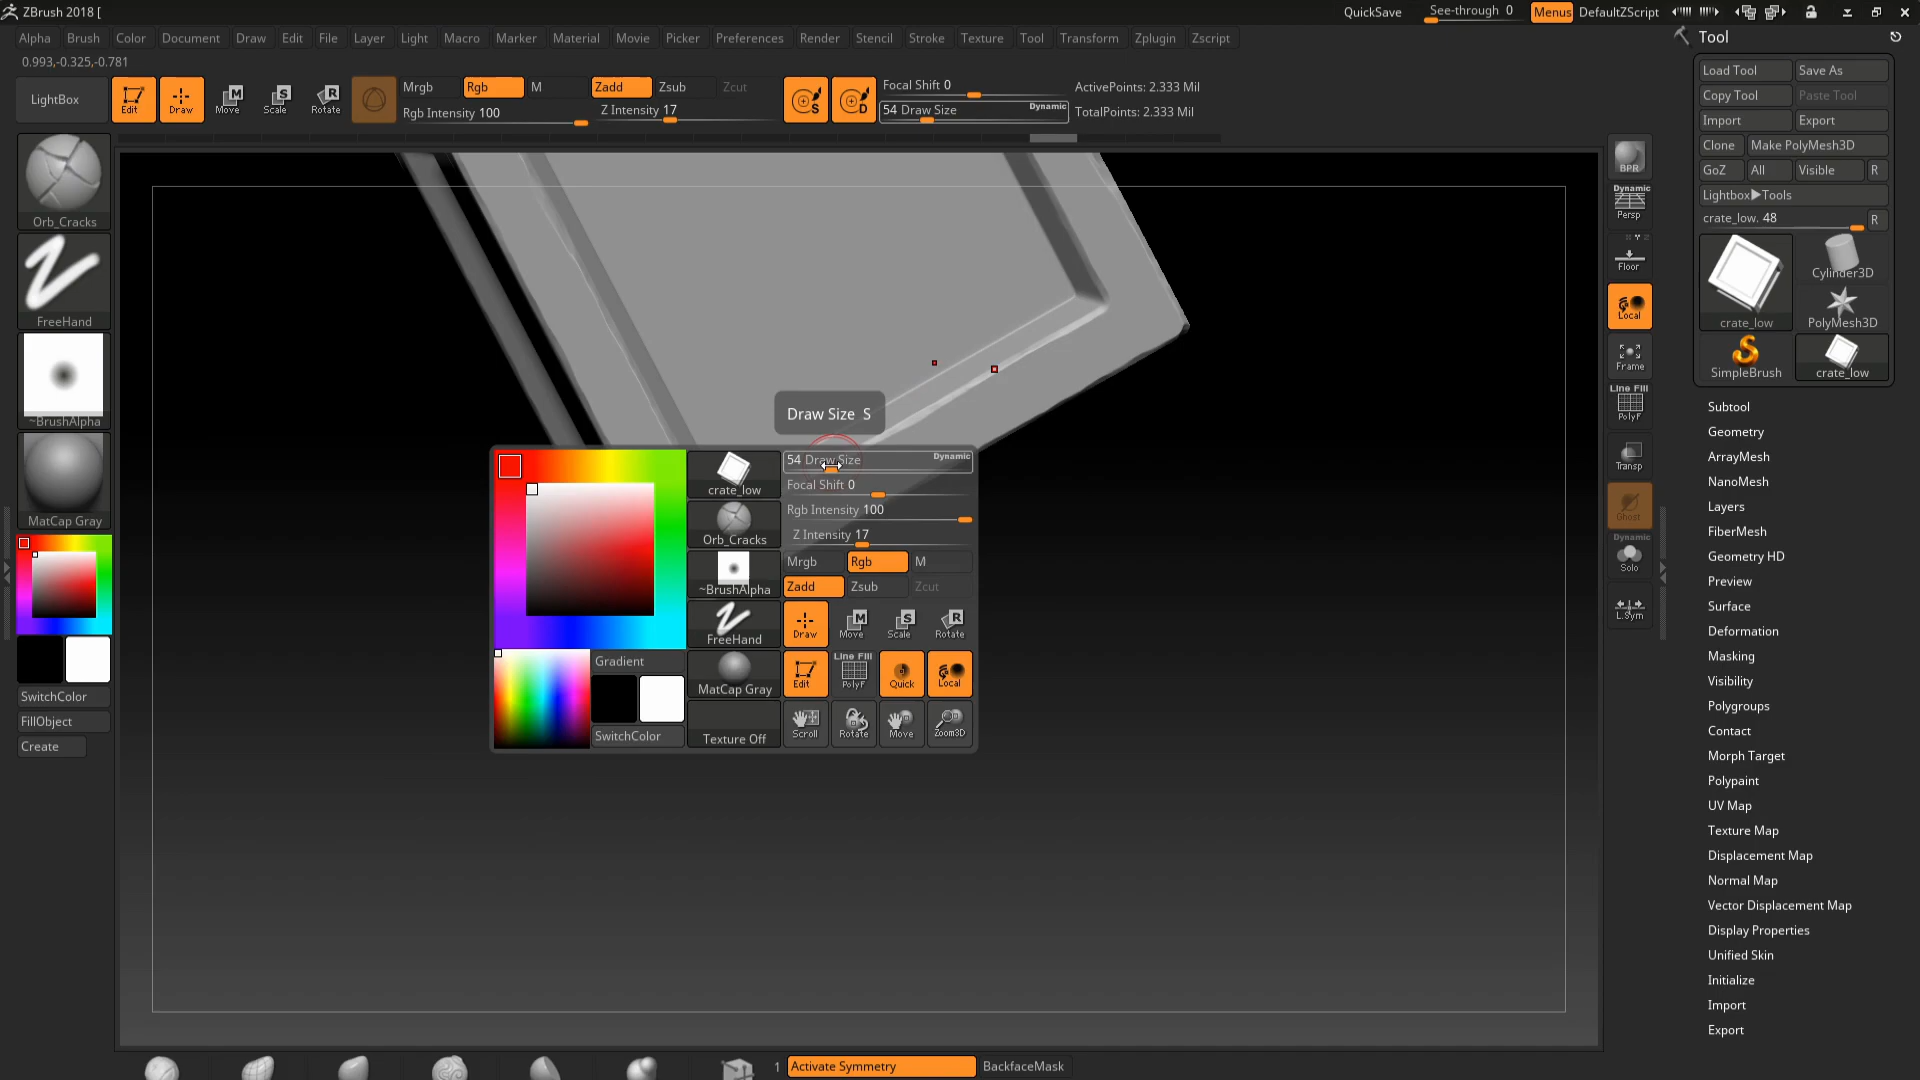 ZBrush 2018 [
QuickSave See-through 0 Menus DefaultZScript
Alpha Brush Color Document Draw Edit File Layer Light Macro Marker Material Movie Picker Preferences Render Stencil Stroke Texture Tool Transform Zplugin Zscript
0.993,-0.325,-0.781
LightBox
Edit Draw Move Scale Rotate
Mrgb Rgb M
Rgb Intensity 100
Zadd Zsub Zcut
Z Intensity 17
S D
Focal Shift 0
54 Draw Size Dynamic
ActivePoints: 2.333 Mil
TotalPoints: 2.333 Mil
Orb_Cracks
FreeHand
~BrushAlpha
MatCap Gray
SwitchColor
FillObject
Create
Draw Size S
Gradient
SwitchColor
crate_low
Orb_Cracks
~BrushAlpha
FreeHand
MatCap Gray
Texture Off
54 Draw Size Dynamic
Focal Shift 0
Rgb Intensity 100
Z Intensity 17
Mrgb Rgb M
Zadd Zsub Zcut
Draw Move Scale Rotate
Edit Line Fill PolyF Quick Local
Scroll Rotate Move Zoom3D
1 Activate Symmetry BackfaceMask
BPR
Dynamic
Persp
Floor
Local
Frame
Line Fill
PolyF
Transp
Ghost
Dynamic
Solo
L.Sym
Tool
Load Tool Save As
Copy Tool Paste Tool
Import Export
Clone Make PolyMesh3D
GoZ All Visible R
Lightbox▶Tools
crate_low. 48 R
crate_low Cylinder3D
PolyMesh3D
SimpleBrush crate_low
Subtool
Geometry
ArrayMesh
NanoMesh
Layers
FiberMesh
Geometry HD
Preview
Surface
Deformation
Masking
Visibility
Polygroups
Contact
Morph Target
Polypaint
UV Map
Texture Map
Displacement Map
Normal Map
Vector Displacement Map
Display Properties
Unified Skin
Initialize
Import
Export